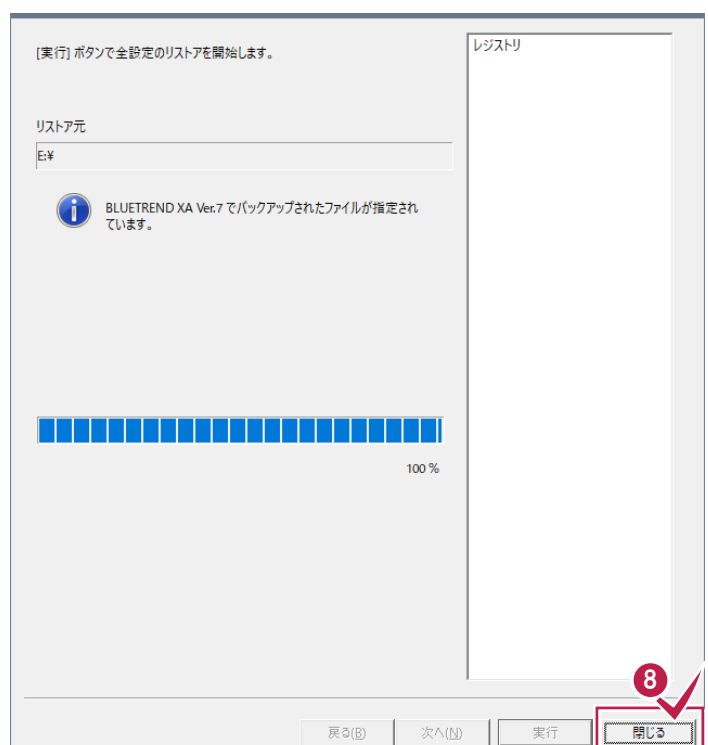 [実行] ボタンで全設定のリストアを開始します。
レジストリ
リストア元
E:¥
BLUETREND XA Ver.7 でバックアップされたファイルが指定され
ています。
100 %
8
戻る(B)
次へ(N)
実行
閉じる